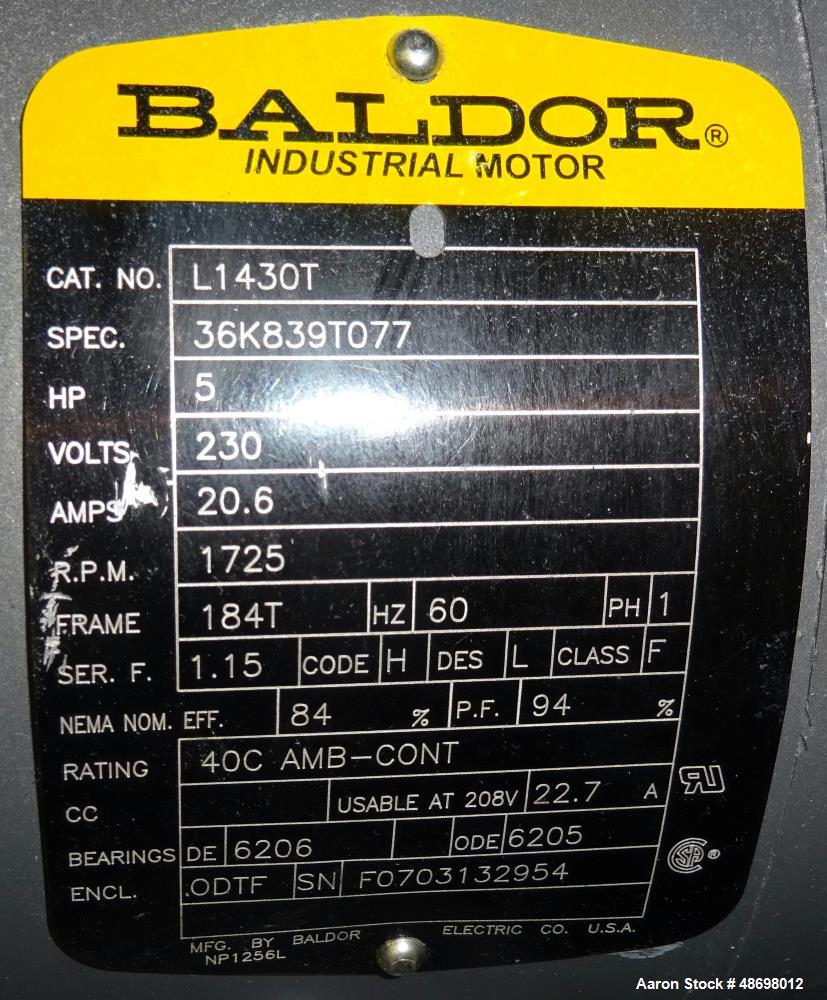 BALDOR ®
INDUSTRIAL MOTOR
CAT. NO. L1430T
SPEC. 36K839T077
HP 5
VOLTS 230
AMPS 20.6
R.P.M. 1725
FRAME 184T HZ 60 PH 1
SER. F. 1.15 CODE H DES L CLASS F
NEMA NOM. EFF. 84 % P.F. 94 %
RATING 40C AMB-CONT
CC USABLE AT 208V 22.7 A
BEARINGS DE 6206 ODE 6205
ENCL. .ODTF SN F0703132954
MFG. BY BALDOR ELECTRIC CO. U.S.A.
NP1256L
RU
SA ®
Aaron Stock # 48698012